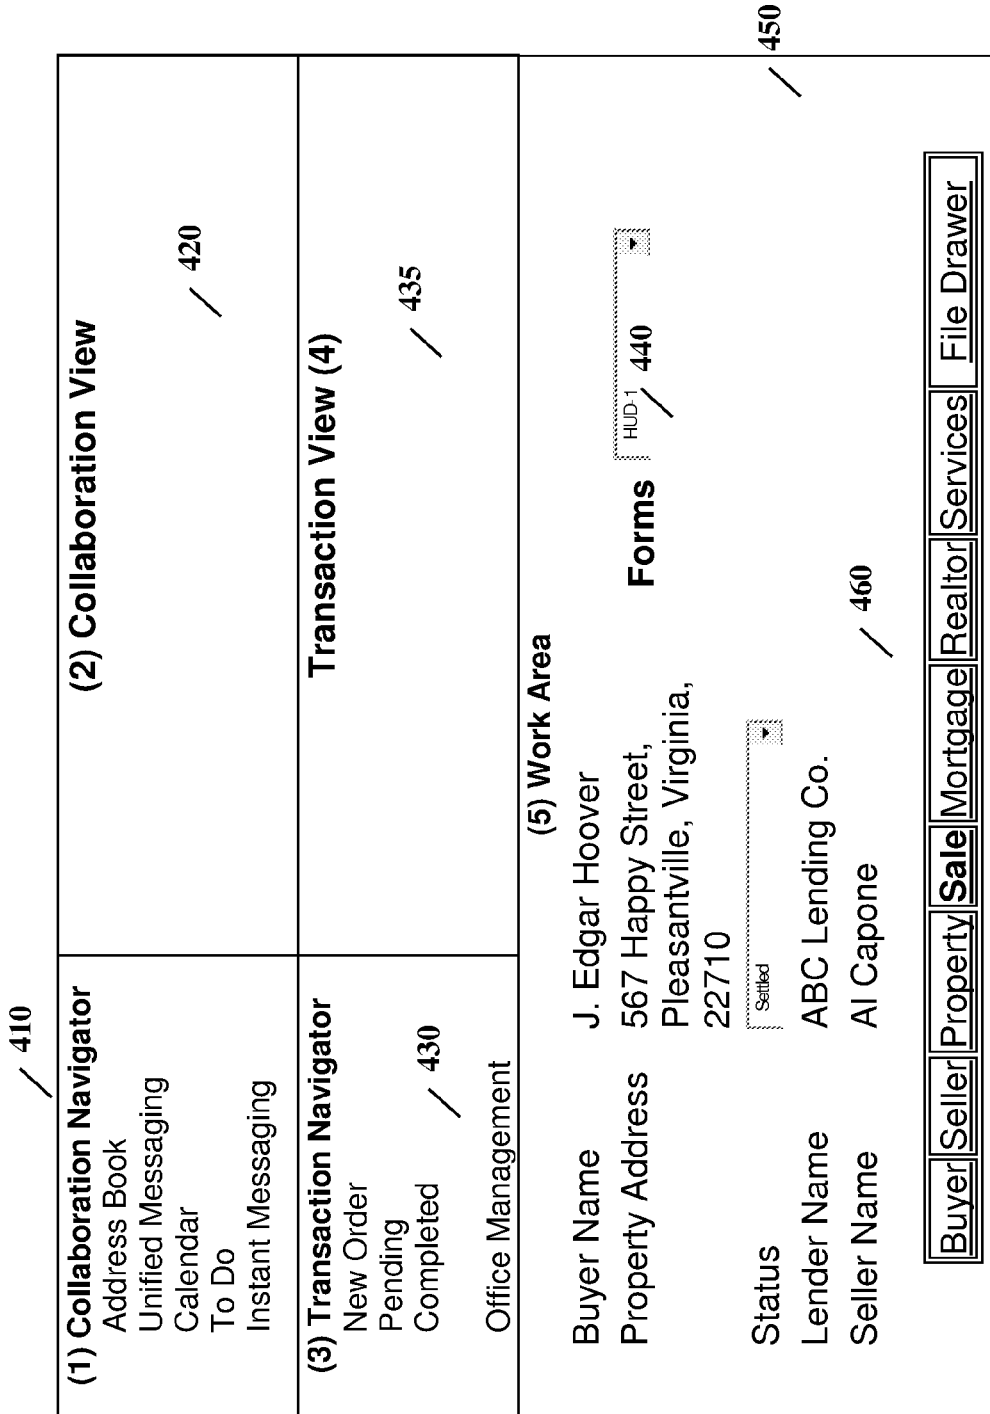 410
(1) Collaboration Navigator
Address Book
Unified Messaging
Calendar
To Do
Instant Messaging
(2) Collaboration View
420
(3) Transaction Navigator
New Order
Pending
Completed
430
Office Management
Transaction View (4)
435
(5) Work Area
Buyer Name J. Edgar Hoover
Property Address 567 Happy Street,
Pleasantville, Virginia,
22710
Forms HUD-1
440
Status Settled
Lender Name ABC Lending Co.
Seller Name Al Capone
450
460
Buyer Seller Property Sale Mortgage Realtor Services File Drawer